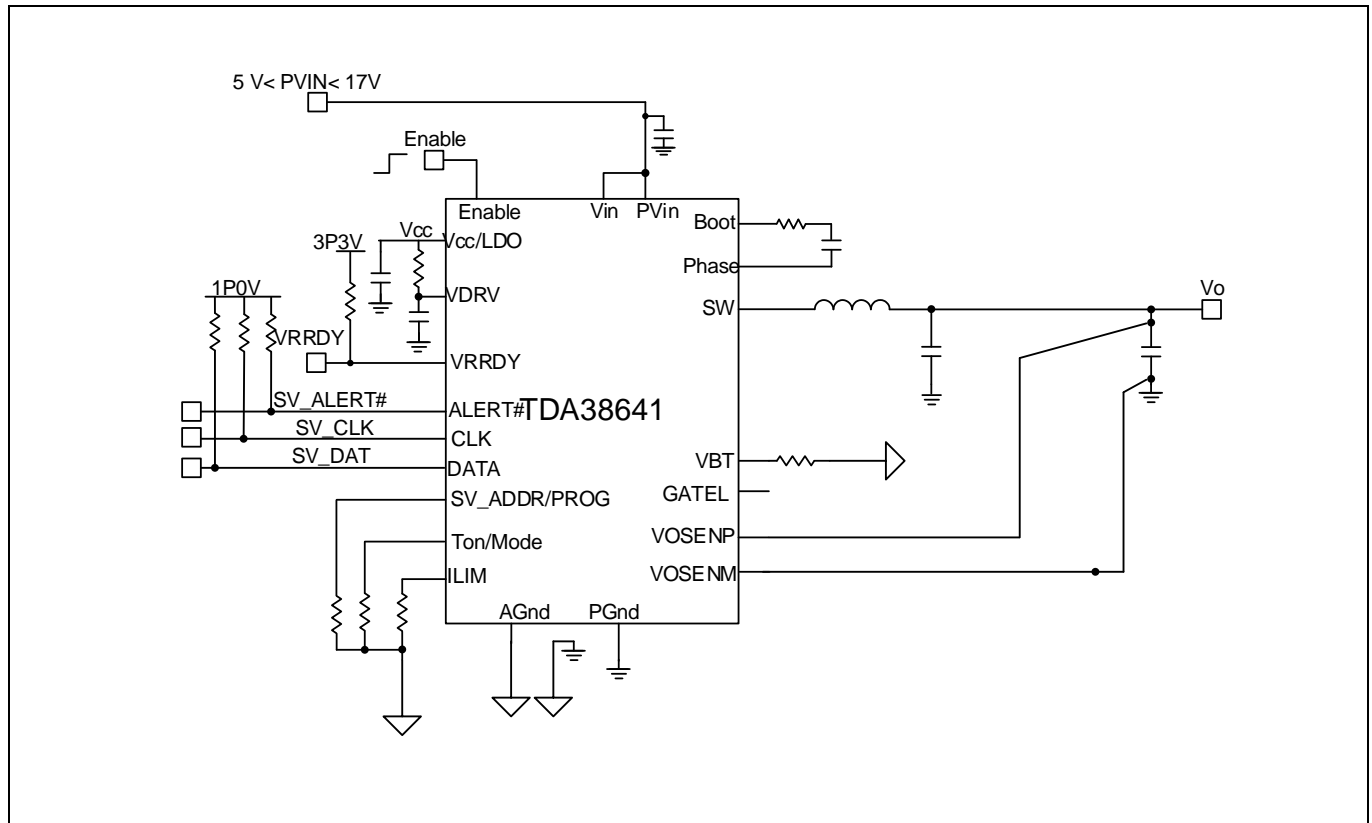 5 V< PVIN< 17V
Enable
Enable
Vin
PVin
Boot
Vcc
Vcc/LDO
3P3V
Phase
1P0V
VDRV
SW
Vo
VRRDY
VRRDY
SV_ALERT#
ALERT#
TDA38641
SV_CLK
CLK
SV_DAT
DATA
VBT
SV_ADDR/PROG
GATEL
Ton/Mode
VOSENP
ILIM
VOSENM
AGnd
PGnd